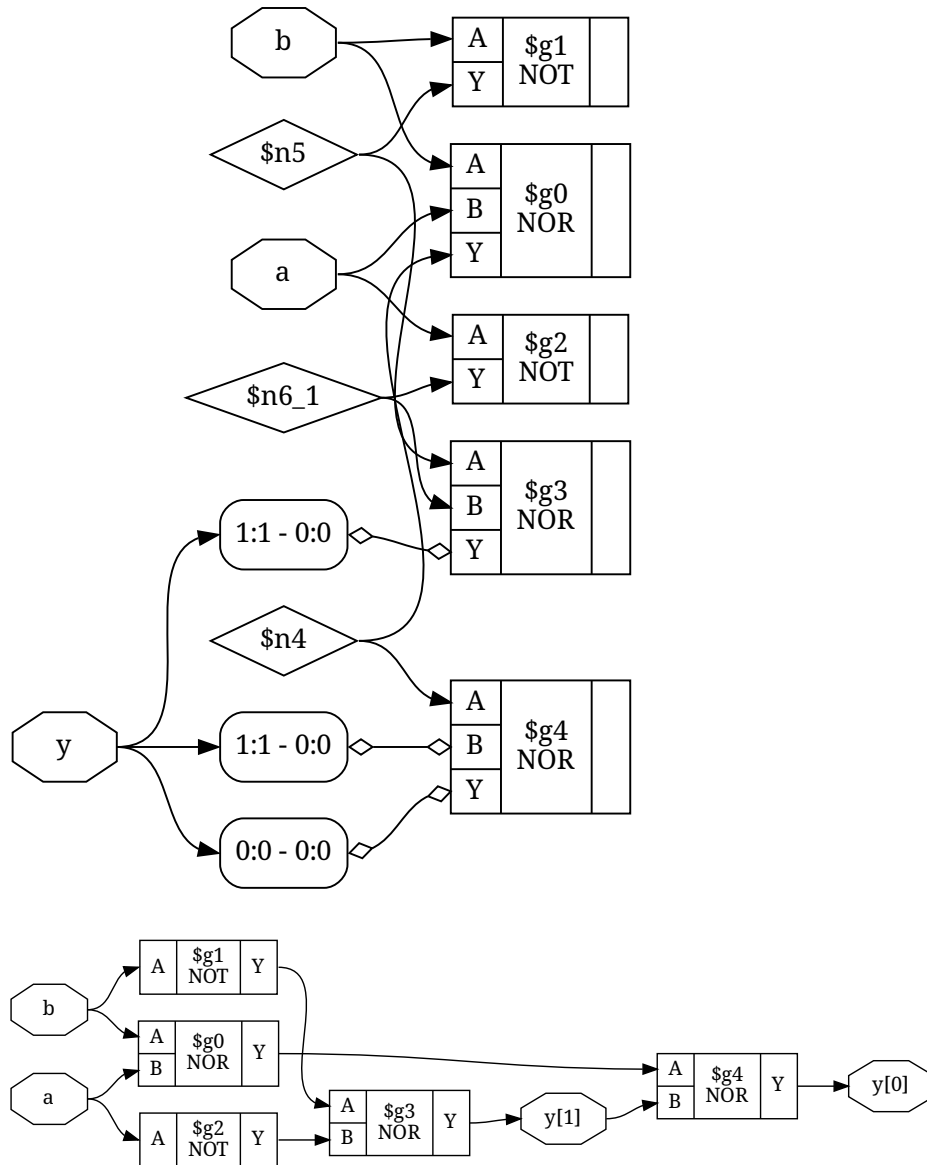 b
A
Y
$g1
NOT
$n5
A
B
Y
$g0
NOR
a
A
Y
$g2
NOT
$n6_1
A
B
Y
$g3
NOR
1:1 - 0:0
$n4
A
B
Y
$g4
NOR
y
1:1 - 0:0
0:0 - 0:0
b
A
$g1
NOT
Y
A
B
$g0
NOR
Y
a
A
$g2
NOT
Y
A
B
$g3
NOR
Y
y[1]
A
B
$g4
NOR
Y
y[0]